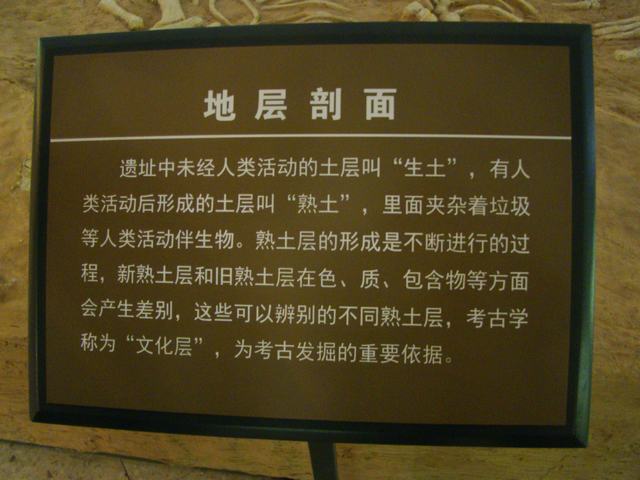 地层剖面
遗址中未经人类活动的土层叫“生土”，有人
类活动后形成的土层叫“熟土”，里面夹杂着垃圾
等人类活动伴生物。熟土层的形成是不断进行的过
程，新熟土层和旧熟土层在色、质、包含物等方面
会产生差别，这些可以辨别的不同熟土层，考古学
称为“文化层”，为考古发掘的重要依据。